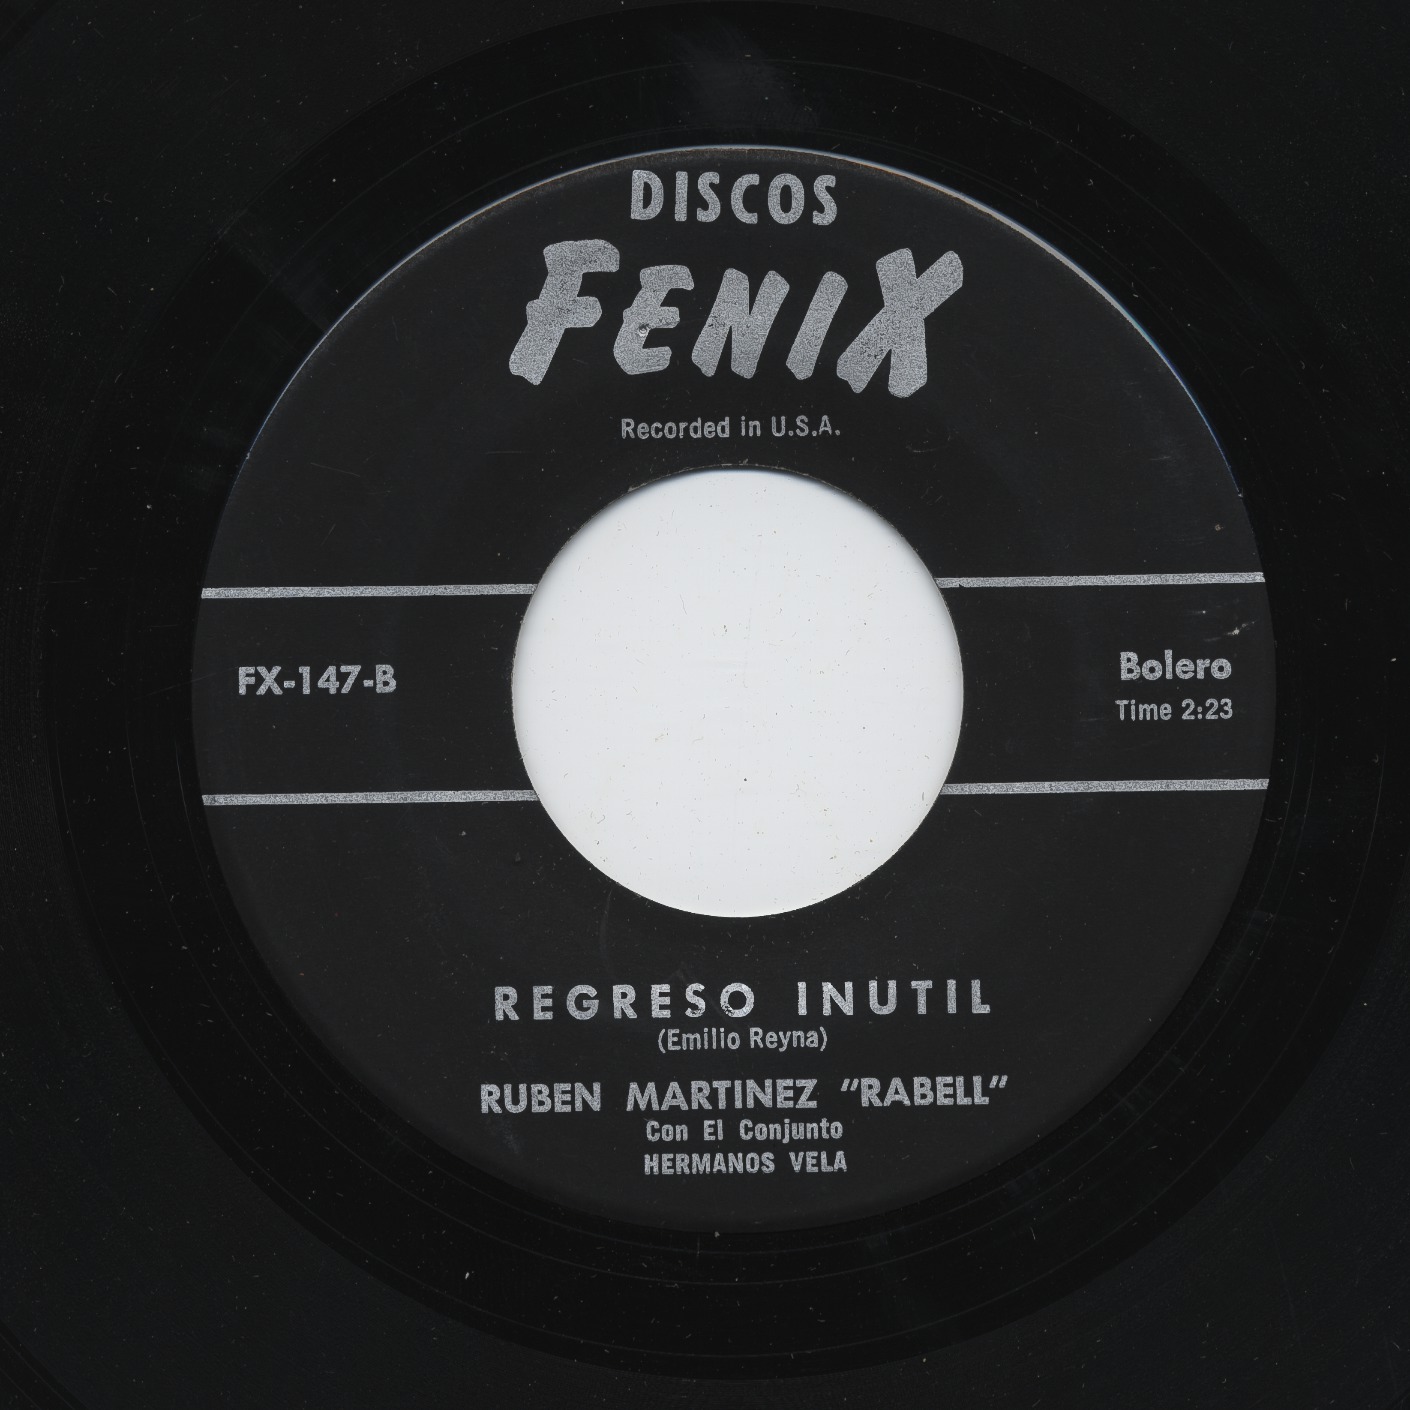 DISCOS
FENIX
Recorded in U.S.A.
FX-147-B
Bolero
Time 2:23
REGRESO INUTIL
(Emilio Reyna)
RUBEN MARTINEZ "RABELL"
Con El Conjunto
HERMANOS VELA